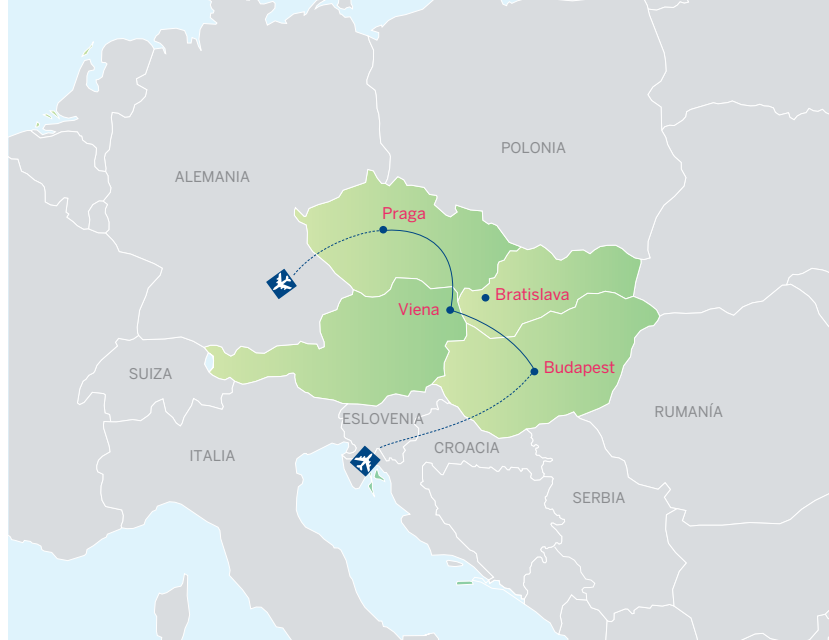 POLONIA
ALEMANIA
Praga
Bratislava
Viena
Budapest
SUIZA
RUMANÍA
ESLOVENIA
CROACIA
ITALIA
SERBIA